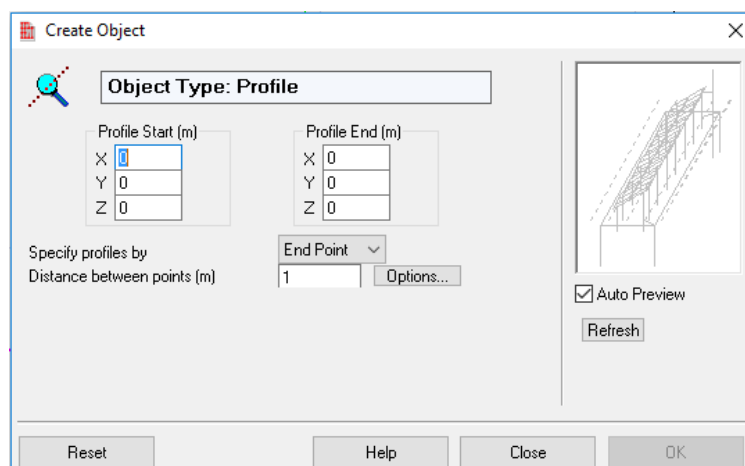 Create Object
Object Type: Profile
Profile Start (m)
X 0
Y 0
Z 0
Profile End (m)
X 0
Y 0
Z 0
Specify profiles by End Point
Distance between points (m) 1 Options...
Auto Preview
Refresh
Reset Help Close OK